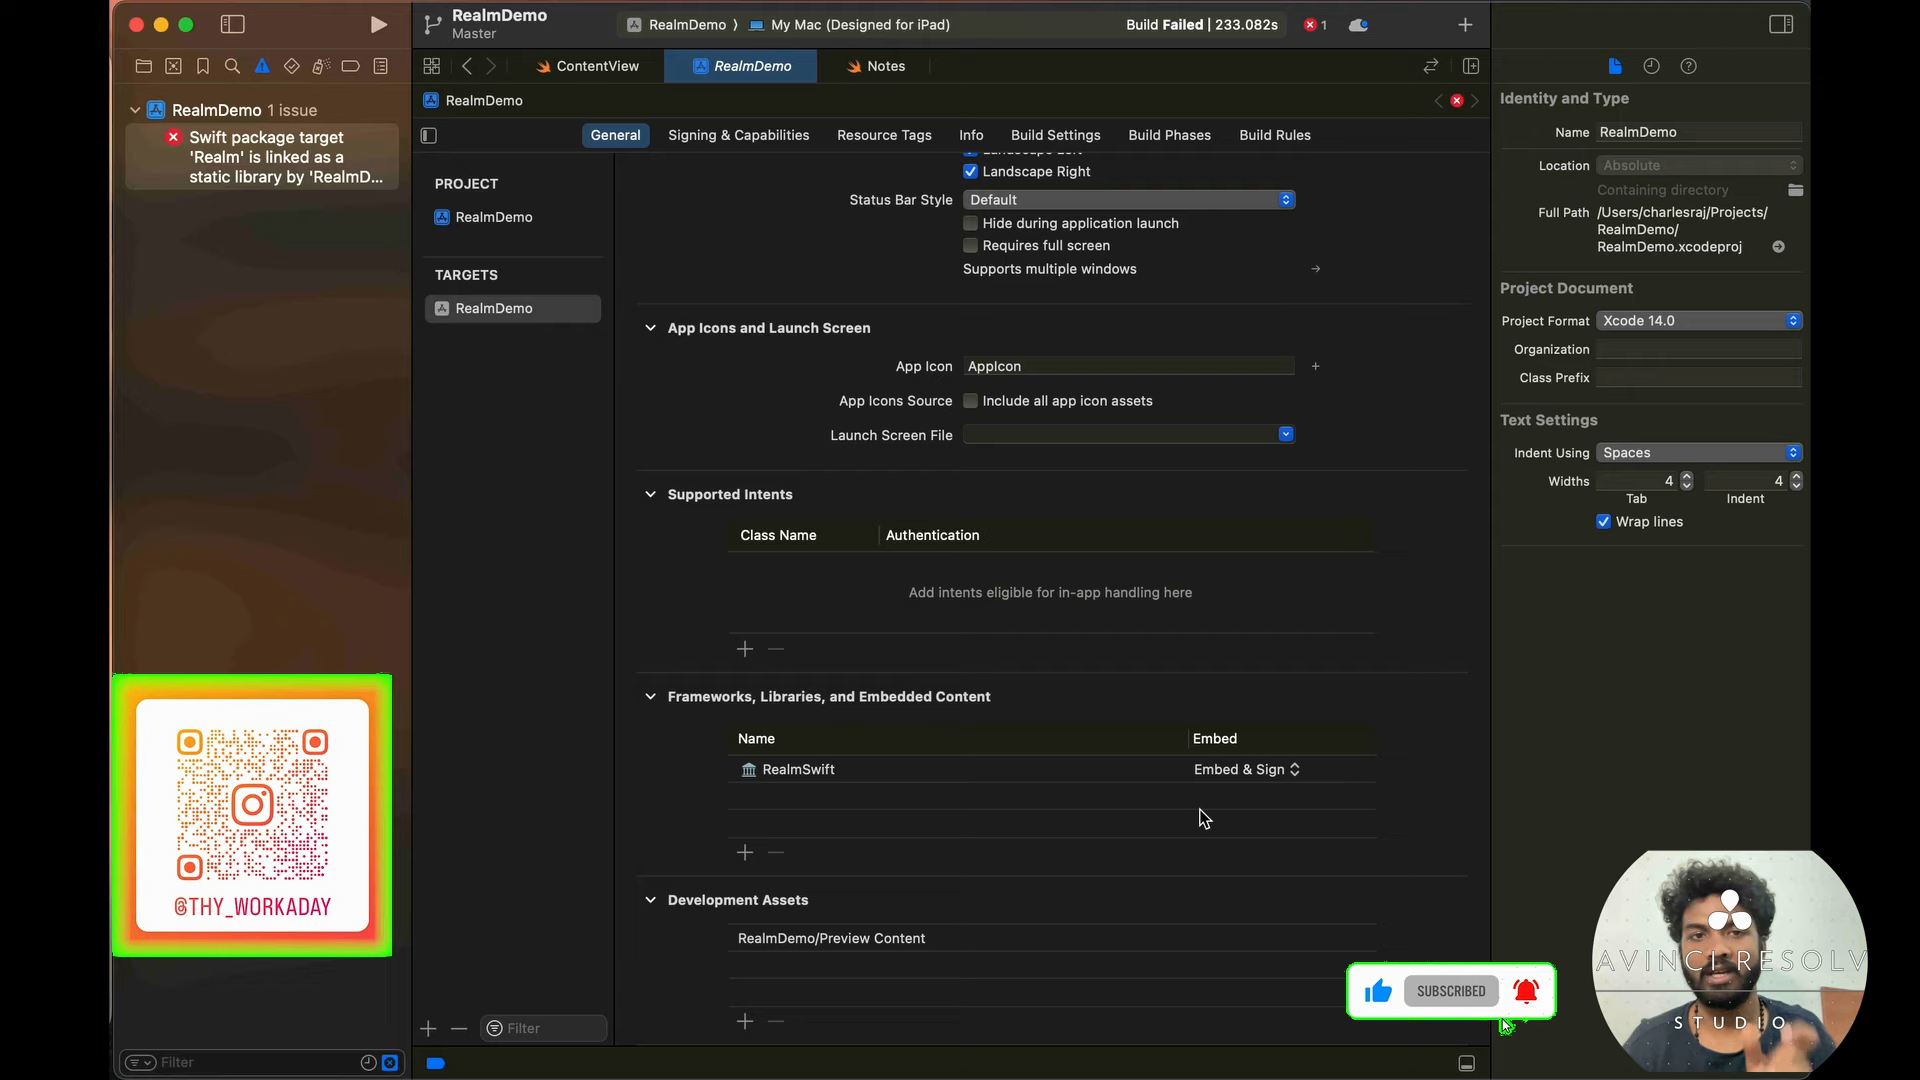 RealmDemo
Master
RealmDemo
My Mac (Designed for iPad)
Build Failed | 233.082s
1
ContentView
RealmDemo
Notes
RealmDemo 1 issue
Swift package target
'Realm' is linked as a
static library by 'RealmD...
RealmDemo
General
Signing & Capabilities
Resource Tags
Info
Build Settings
Build Phases
Build Rules
PROJECT
RealmDemo
TARGETS
RealmDemo
Landscape Left
Landscape Right
Status Bar Style
Default
Hide during application launch
Requires full screen
Supports multiple windows
App Icons and Launch Screen
App Icon
AppIcon
App Icons Source
Include all app icon assets
Launch Screen File
Supported Intents
Class Name
Authentication
Add intents eligible for in-app handling here
Frameworks, Libraries, and Embedded Content
Name
Embed
RealmSwift
Embed & Sign
Development Assets
RealmDemo/Preview Content
Filter
Filter
Identity and Type
Name
RealmDemo
Location
Absolute
Containing directory
Full Path
/Users/charlesraj/Projects/
RealmDemo/
RealmDemo.xcodeproj
Project Document
Project Format
Xcode 14.0
Organization
Class Prefix
Text Settings
Indent Using
Spaces
Widths
4
4
Tab
Indent
Wrap lines
@THY_WORKADAY
SUBSCRIBED
AVINCI RESOLV
STUDIO